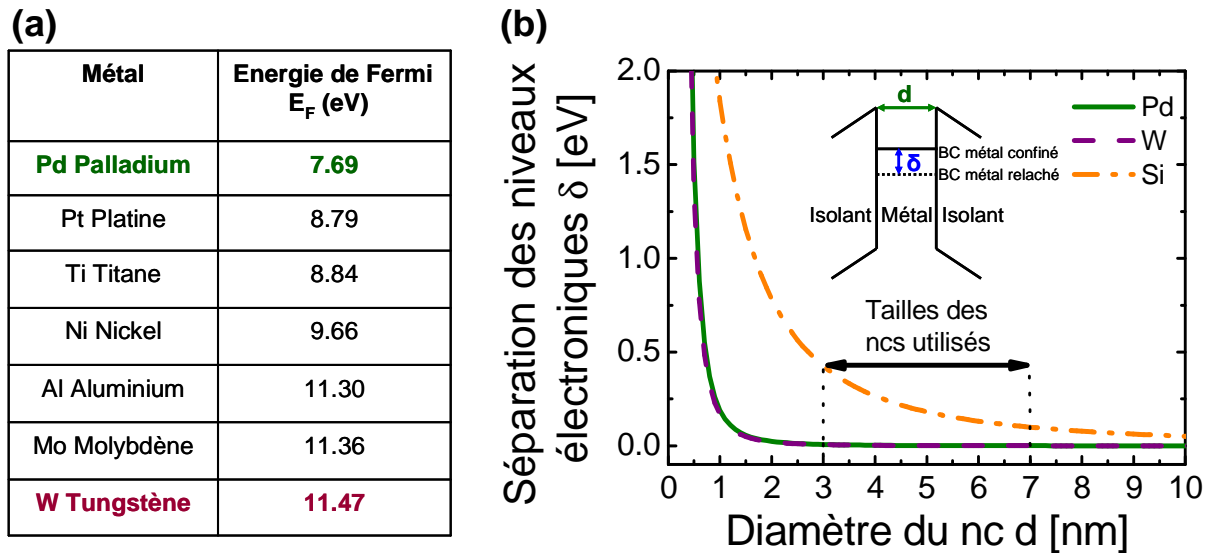 (a)
Métal Energie de Fermi E_F (eV)
Pd Palladium 7.69
Pt Platine 8.79
Ti Titane 8.84
Ni Nickel 9.66
Al Aluminium 11.30
Mo Molybdène 11.36
W Tungstène 11.47
(b)
Séparation des niveaux
électroniques δ [eV]
2.0
1.5
1.0
0.5
0.0
d
Pd
W
Si
BC métal confiné
δ
BC métal relaché
Isolant Métal Isolant
Tailles des
ncs utilisés
0 1 2 3 4 5 6 7 8 9 10
Diamètre du nc d [nm]